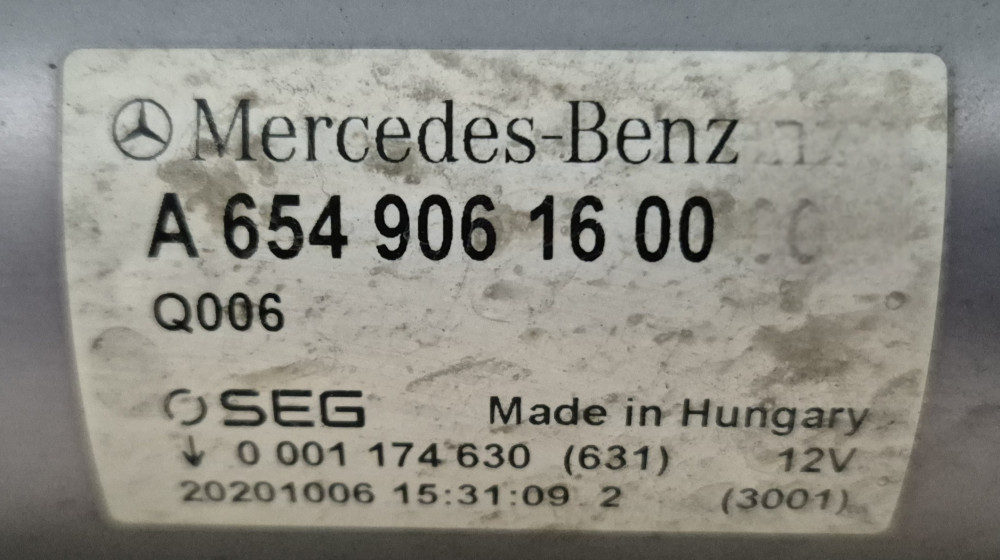 Mercedes-Benz
A 654 906 16 00
Q006
SEG Made in Hungary
↓ 0 001 174 630 (631) 12V
20201006 15:31:09 2 (3001)